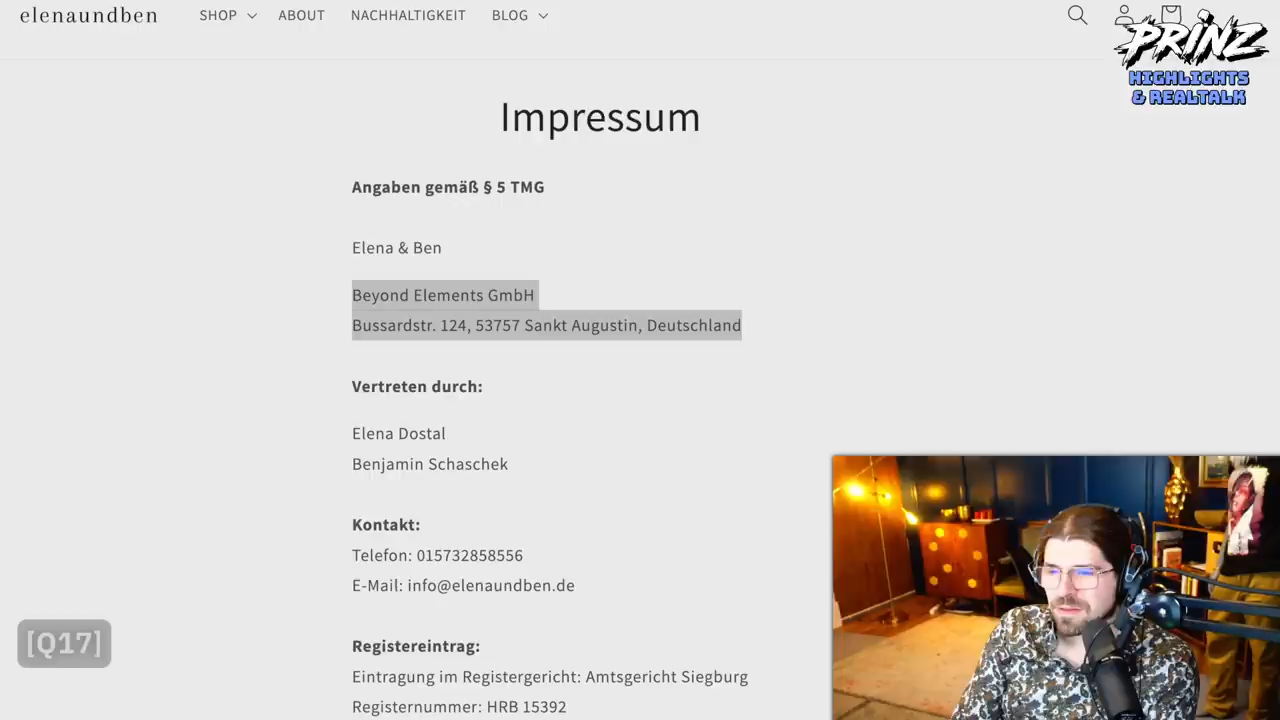 elenaundben SHOP ABOUT NACHHALTIGKEIT BLOG
PRINZ
HIGHLIGHTS
& REALTALK
Impressum
Angaben gemäß § 5 TMG
Elena & Ben
Beyond Elements GmbH
Bussardstr. 124, 53757 Sankt Augustin, Deutschland
Vertreten durch:
Elena Dostal
Benjamin Schaschek
Kontakt:
Telefon: 015732858556
E-Mail: info@elenaundben.de
[Q17]
Registereintrag:
Eintragung im Registergericht: Amtsgericht Siegburg
Registernummer: HRB 15392